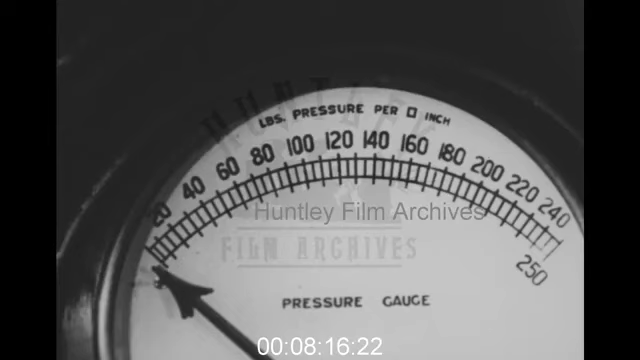 LBS. PRESSURE PER □ INCH
20 40 60 80 100 120 140 160 180 200 220 240
250
HUNTLEY
Huntley Film Archives
FILM ARCHIVES
PRESSURE GAUGE
00:08:16:22